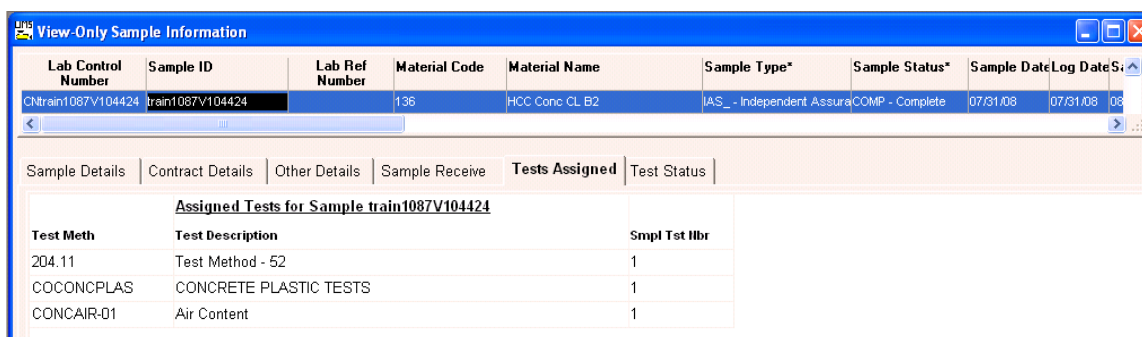 View-Only Sample Information
Lab Control Number Sample ID Lab Ref Number Material Code Material Name Sample Type* Sample Status* Sample Date Log Date
CNtrain1087V104424 train1087V104424 136 HCC Conc CL B2 IAS_ - Independent Assura COMP - Complete 07/31/08 07/31/08 08
Sample Details Contract Details Other Details Sample Receive Tests Assigned Test Status
Assigned Tests for Sample train1087V104424
Test Meth Test Description Smpl Tst Nbr
204.11 Test Method - 52 1
COCONCPLAS CONCRETE PLASTIC TESTS 1
CONCAIR-01 Air Content 1